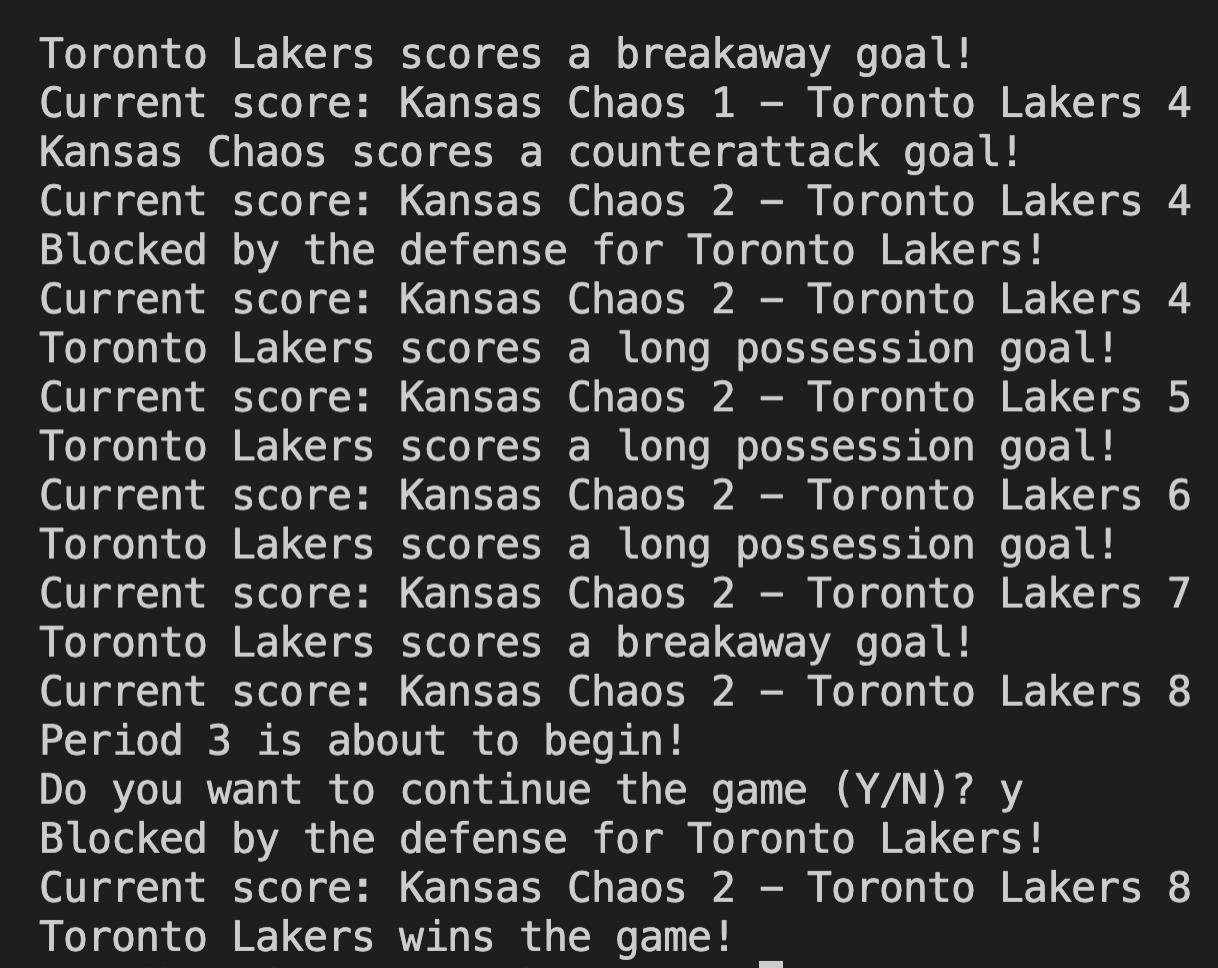 Toronto Lakers scores a breakaway goal!
Current score: Kansas Chaos 1 – Toronto Lakers 4
Kansas Chaos scores a counterattack goal!
Current score: Kansas Chaos 2 – Toronto Lakers 4
Blocked by the defense for Toronto Lakers!
Current score: Kansas Chaos 2 – Toronto Lakers 4
Toronto Lakers scores a long possession goal!
Current score: Kansas Chaos 2 – Toronto Lakers 5
Toronto Lakers scores a long possession goal!
Current score: Kansas Chaos 2 – Toronto Lakers 6
Toronto Lakers scores a long possession goal!
Current score: Kansas Chaos 2 – Toronto Lakers 7
Toronto Lakers scores a breakaway goal!
Current score: Kansas Chaos 2 – Toronto Lakers 8
Period 3 is about to begin!
Do you want to continue the game (Y/N)? y
Blocked by the defense for Toronto Lakers!
Current score: Kansas Chaos 2 – Toronto Lakers 8
Toronto Lakers wins the game!